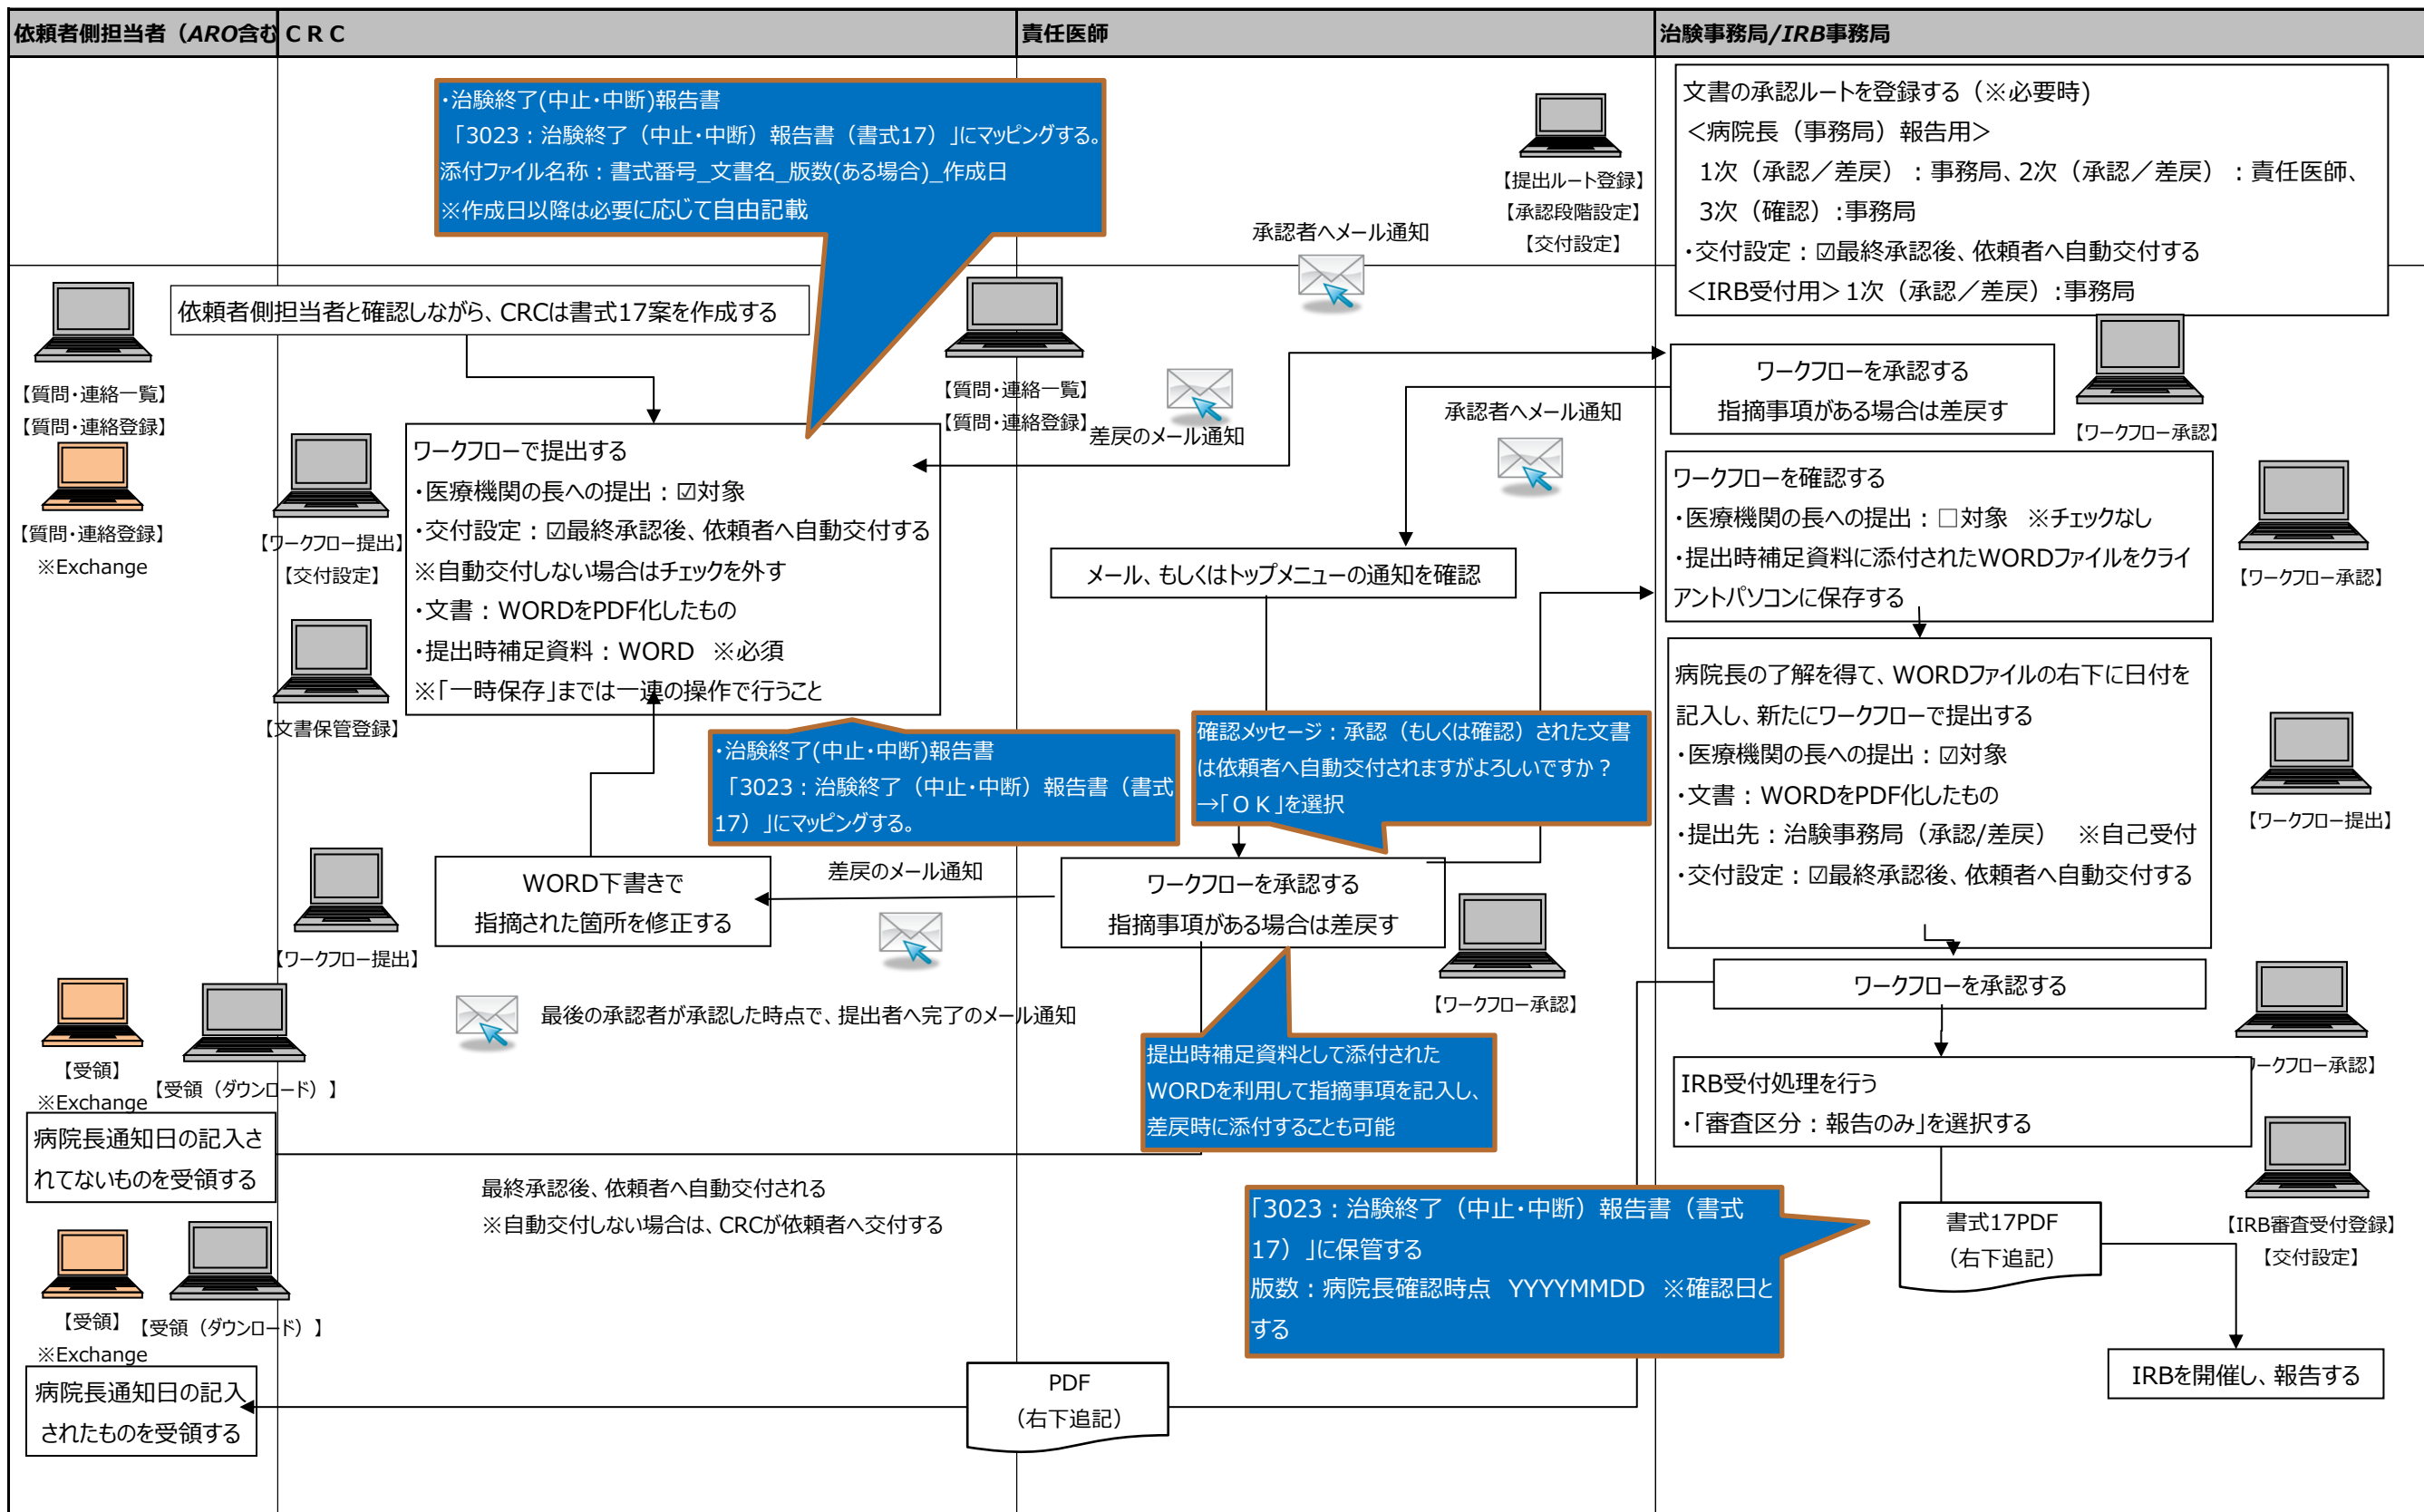 依頼者側担当者（ARO含む
ＣＲＣ
責任医師
治験事務局/IRB事務局
・治験終了(中止・中断)報告書
「3023：治験終了（中止・中断）報告書（書式17）」にマッピングする。
添付ファイル名称：書式番号_文書名_版数(ある場合)_作成日
※作成日以降は必要に応じて自由記載
【提出ルート登録】
【承認段階設定】
【交付設定】
文書の承認ルートを登録する（※必要時)
＜病院長（事務局）報告用＞
1次（承認／差戻）：事務局、2次（承認／差戻）：責任医師、
3次（確認）:事務局
・交付設定：☑最終承認後、依頼者へ自動交付する
＜IRB受付用＞1次（承認／差戻）:事務局
承認者へメール通知
依頼者側担当者と確認しながら、CRCは書式17案を作成する
【質問・連絡一覧】
【質問・連絡登録】
【質問・連絡登録】
※Exchange
【質問・連絡一覧】
【質問・連絡登録】
差戻のメール通知
承認者へメール通知
ワークフローを承認する
指摘事項がある場合は差戻す
【ワークフロー承認】
【ワークフロー提出】
【交付設定】
【文書保管登録】
ワークフローで提出する
・医療機関の長への提出：☑対象
・交付設定：☑最終承認後、依頼者へ自動交付する
※自動交付しない場合はチェックを外す
・文書：WORDをPDF化したもの
・提出時補足資料：WORD　※必須
※「一時保存」までは一連の操作で行うこと
メール、もしくはトップメニューの通知を確認
ワークフローを確認する
・医療機関の長への提出：□対象　※チェックなし
・提出時補足資料に添付されたWORDファイルをクライ
アントパソコンに保存する
【ワークフロー承認】
・治験終了(中止・中断)報告書
「3023：治験終了（中止・中断）報告書（書式
17）」にマッピングする。
確認メッセージ：承認（もしくは確認）された文書
は依頼者へ自動交付されますがよろしいですか？
→「ＯＫ」を選択
病院長の了解を得て、WORDファイルの右下に日付を
記入し、新たにワークフローで提出する
・医療機関の長への提出：☑対象
・文書：WORDをPDF化したもの
・提出先：治験事務局（承認/差戻）　※自己受付
・交付設定：☑最終承認後、依頼者へ自動交付する
【ワークフロー提出】
【ワークフロー提出】
WORD下書きで
指摘された箇所を修正する
差戻のメール通知
ワークフローを承認する
指摘事項がある場合は差戻す
【ワークフロー承認】
最後の承認者が承認した時点で、提出者へ完了のメール通知
ワークフローを承認する
ワークフロー承認】
【受領】
※Exchange
【受領（ダウンロード）】
提出時補足資料として添付された
WORDを利用して指摘事項を記入し、
差戻時に添付することも可能
IRB受付処理を行う
・「審査区分：報告のみ」を選択する
病院長通知日の記入さ
れてないものを受領する
最終承認後、依頼者へ自動交付される
※自動交付しない場合は、CRCが依頼者へ交付する
「3023：治験終了（中止・中断）報告書（書式
17）」に保管する
版数：病院長確認時点　YYYYMMDD　※確認日と
する
書式17PDF
（右下追記）
【IRB審査受付登録】
【交付設定】
【受領】
※Exchange
【受領（ダウンロード）】
病院長通知日の記入
されたものを受領する
PDF
（右下追記）
IRBを開催し、報告する